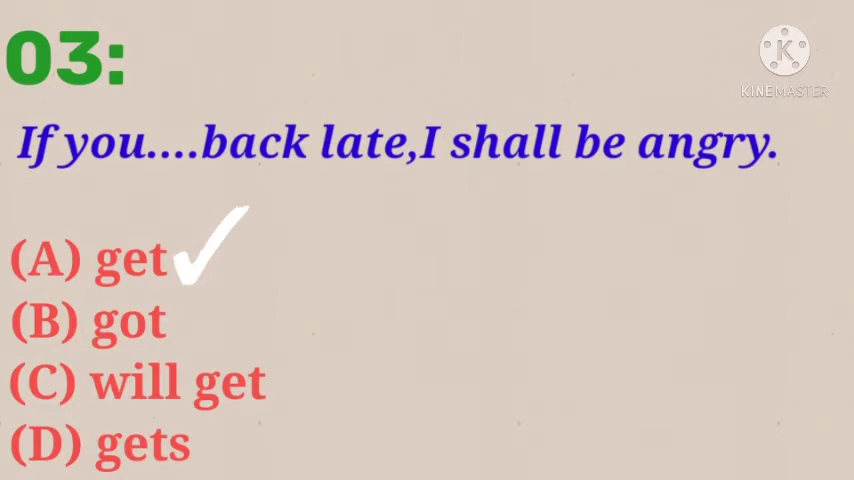 03:
KINEMASTER
If you....back late,I shall be angry.
(A) get
(B) got
(C) will get
(D) gets